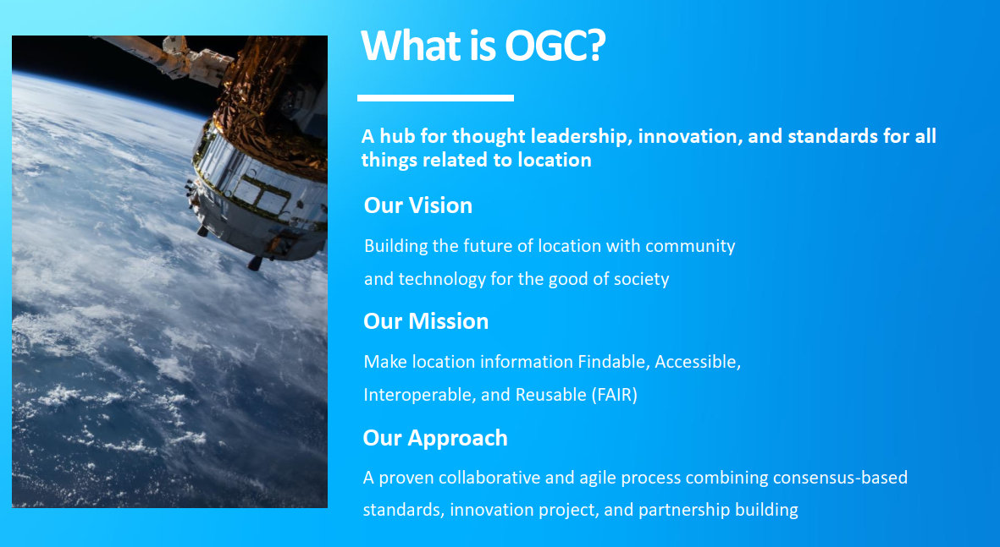 What is OGC?
A hub for thought leadership, innovation, and standards for all
things related to location
Our Vision
Building the future of location with community
and technology for the good of society
Our Mission
Make location information Findable, Accessible,
Interoperable, and Reusable (FAIR)
Our Approach
A proven collaborative and agile process combining consensus-based
standards, innovation project, and partnership building